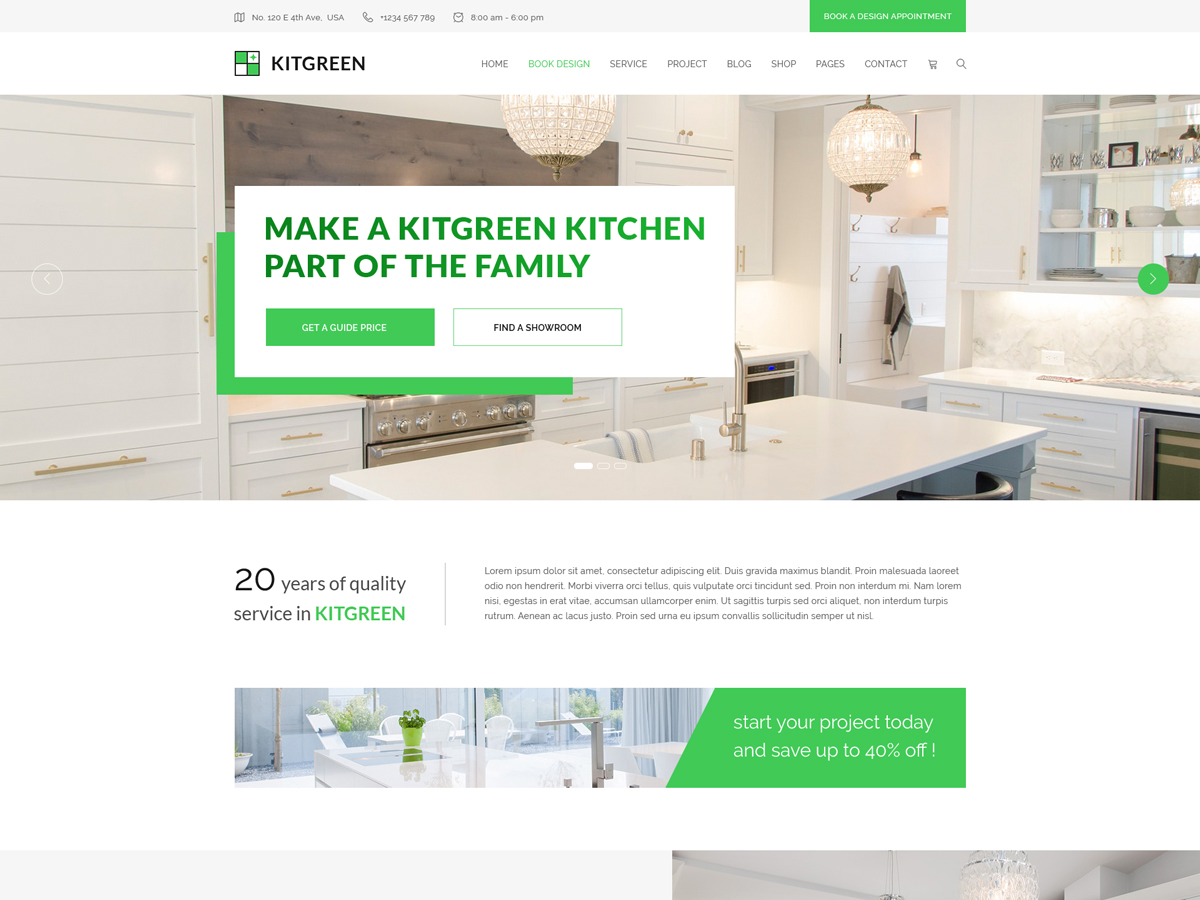 No. 120 E 4th Ave, USA
+1234 567 789
8:00 am - 6:00 pm
BOOK A DESIGN APPOINTMENT
KITGREEN
HOME
BOOK DESIGN
SERVICE
PROJECT
BLOG
SHOP
PAGES
CONTACT
MAKE A KITGREEN KITCHEN
PART OF THE FAMILY
GET A GUIDE PRICE
FIND A SHOWROOM
20 years of quality
service in KITGREEN
Lorem ipsum dolor sit amet, consectetur adipiscing elit. Duis gravida maximus blandit. Proin malesuada laoreet
odio non hendrerit. Morbi viverra orci tellus, quis vulputate orci tincidunt sed. Proin non interdum mi. Nam lorem
nisi, egestas in erat vitae, accumsan ullamcorper enim. Ut sagittis turpis sed orci aliquet, non interdum turpis
rutrum. Aenean ac lacus justo. Proin sed urna eu ipsum convallis sollicitudin semper ut nisl.
start your project today
and save up to 40% off !